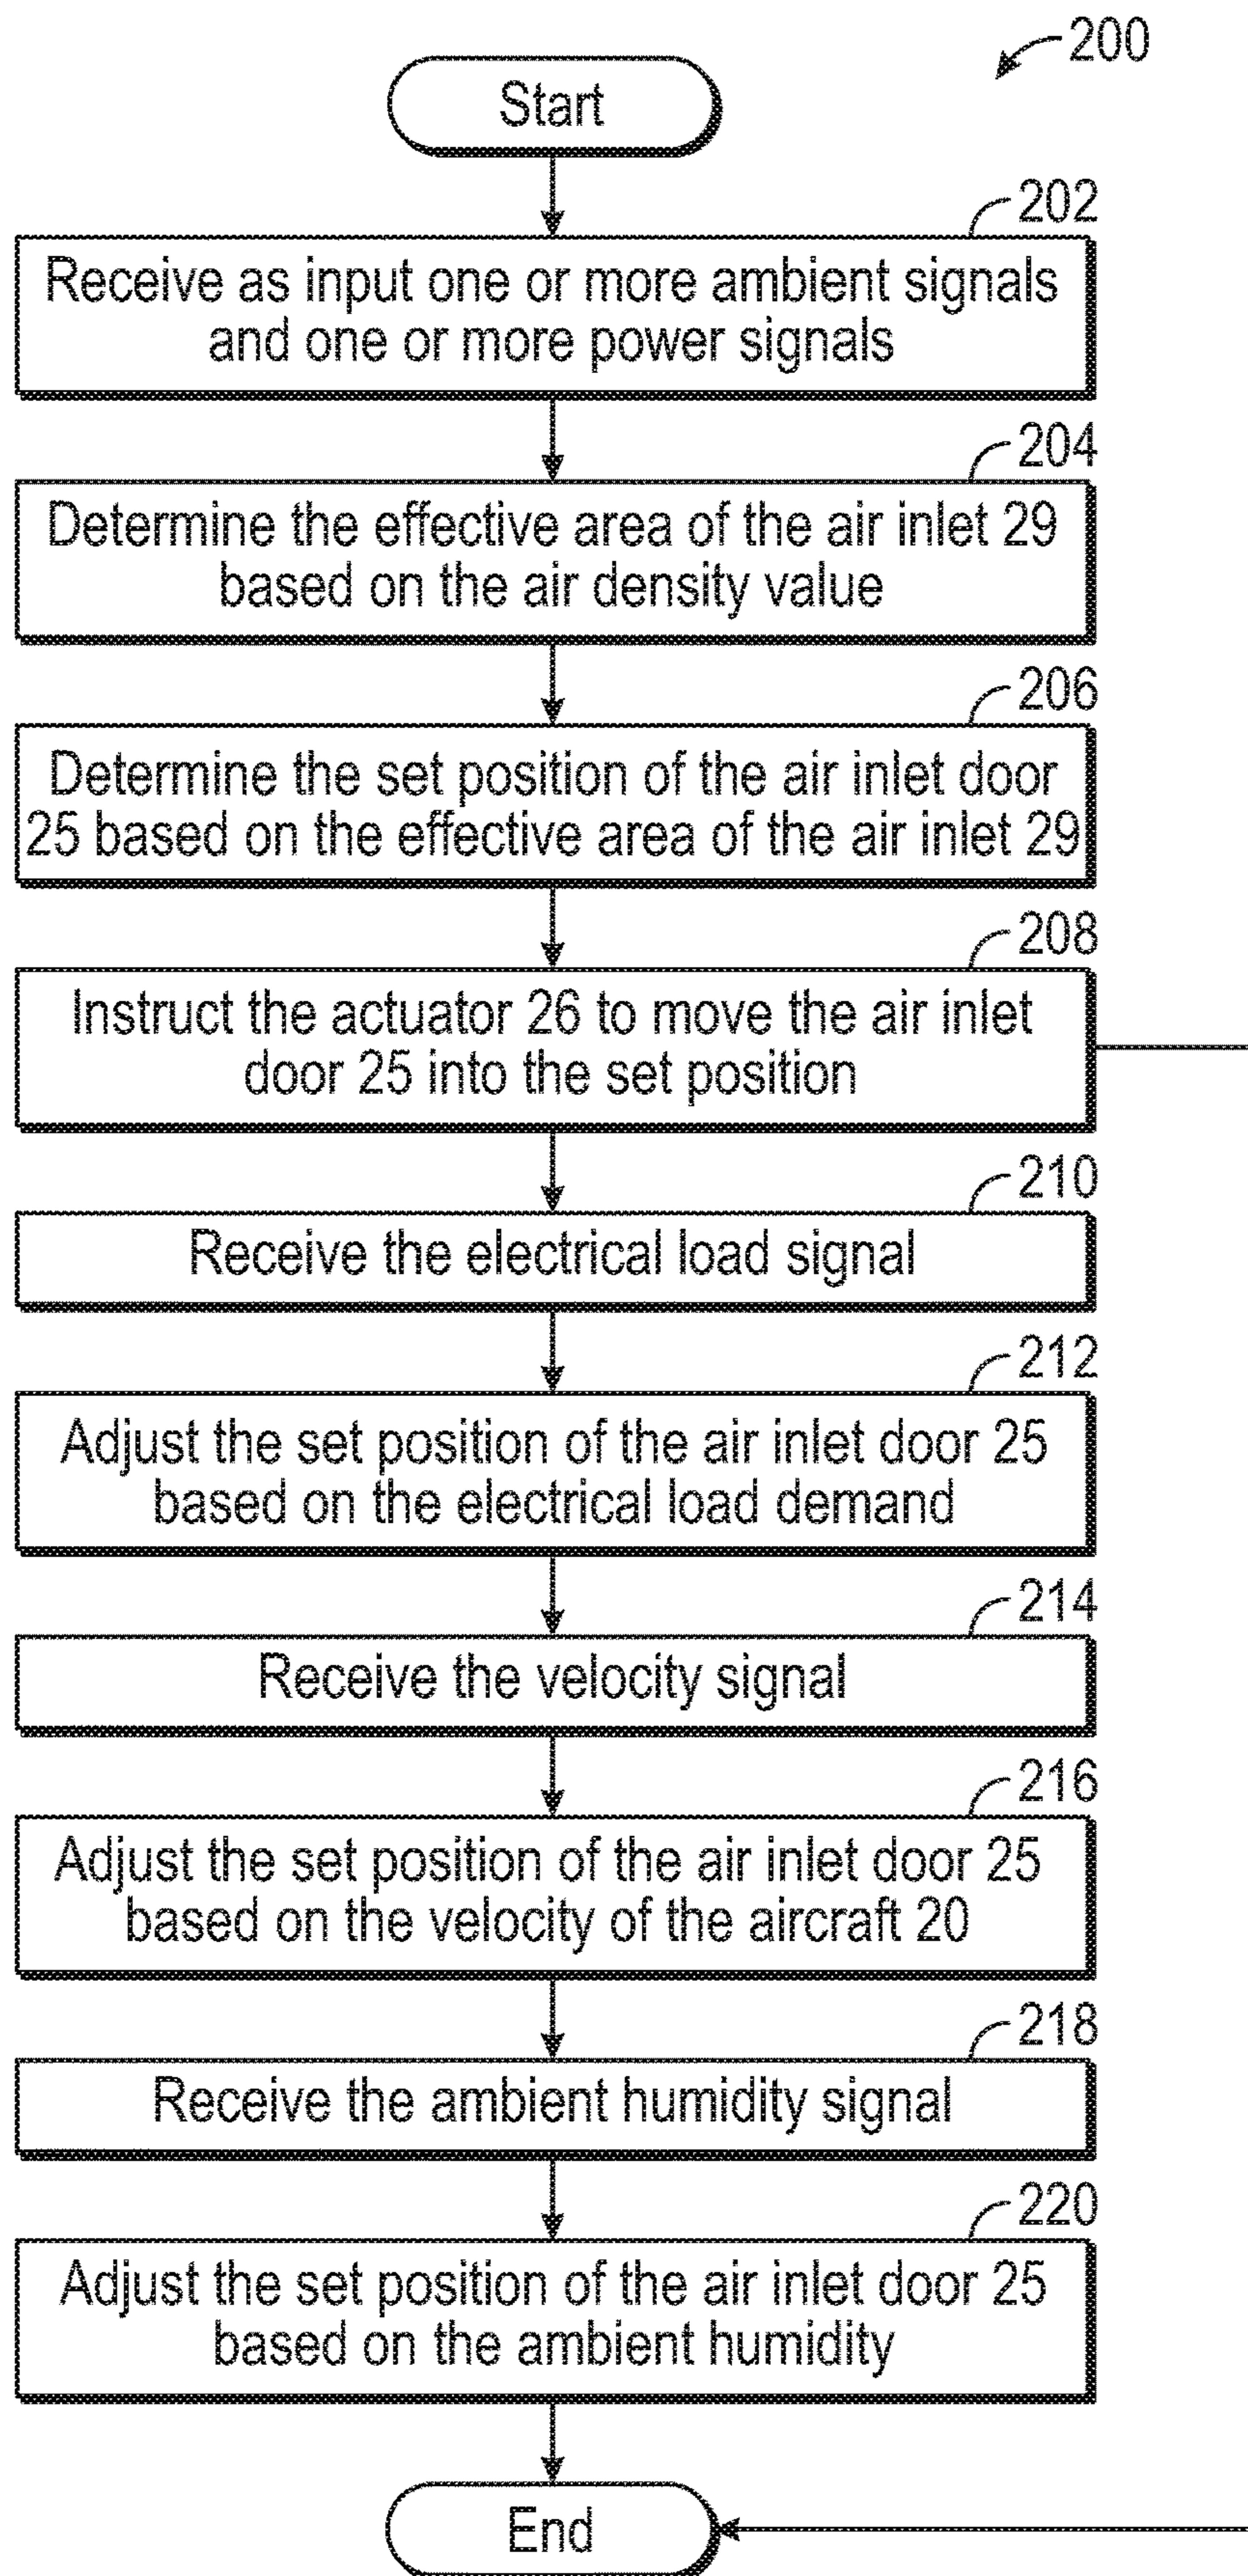 200
Start
202
Receive as input one or more ambient signals
and one or more power signals
204
Determine the effective area of the air inlet 29
based on the air density value
206
Determine the set position of the air inlet door
25 based on the effective area of the air inlet 29
208
Instruct the actuator 26 to move the air inlet
door 25 into the set position
210
Receive the electrical load signal
212
Adjust the set position of the air inlet door 25
based on the electrical load demand
214
Receive the velocity signal
216
Adjust the set position of the air inlet door 25
based on the velocity of the aircraft 20
218
Receive the ambient humidity signal
220
Adjust the set position of the air inlet door 25
based on the ambient humidity
End